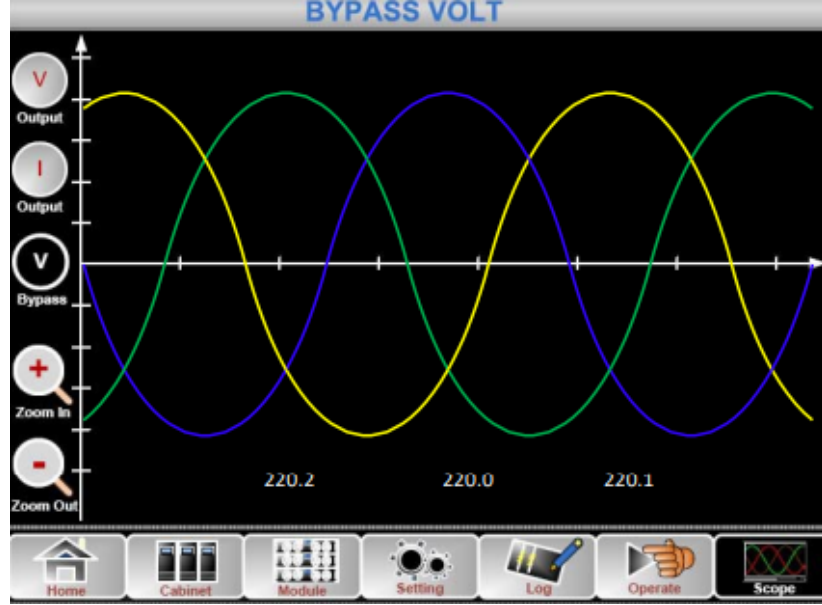 BYPASS VOLT
V
Output
I
Output
V
Bypass
+
Zoom In
-
Zoom Out
220.2 220.0 220.1
Home Cabinet Module Setting Log Operate Scope